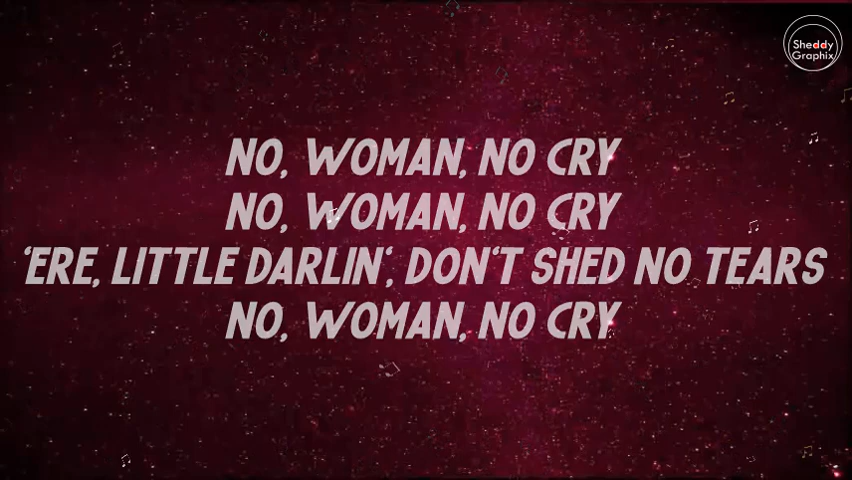 Sheddy
Graphix
NO, WOMAN, NO CRY
NO, WOMAN, NO CRY
‘ERE, LITTLE DARLIN‘, DON‘T SHED NO TEARS
NO, WOMAN, NO CRY